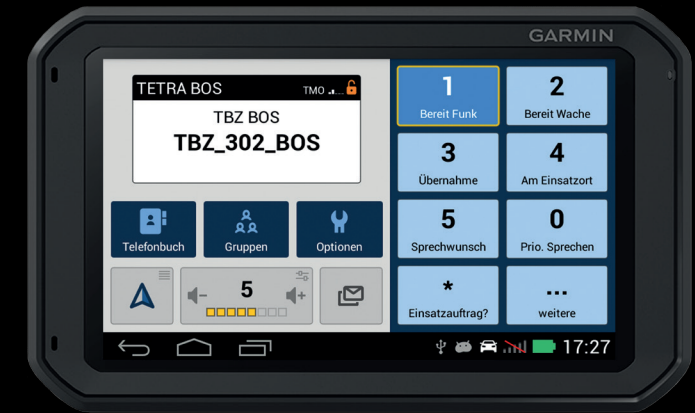 GARMIN
TETRA BOS TMO
TBZ BOS
TBZ_302_BOS
Telefonbuch Gruppen Optionen
5
1
Bereit Funk
2
Bereit Wache
3
Übernahme
4
Am Einsatzort
5
Sprechwunsch
0
Prio. Sprechen
*
Einsatzauftrag?
...
weitere
17:27